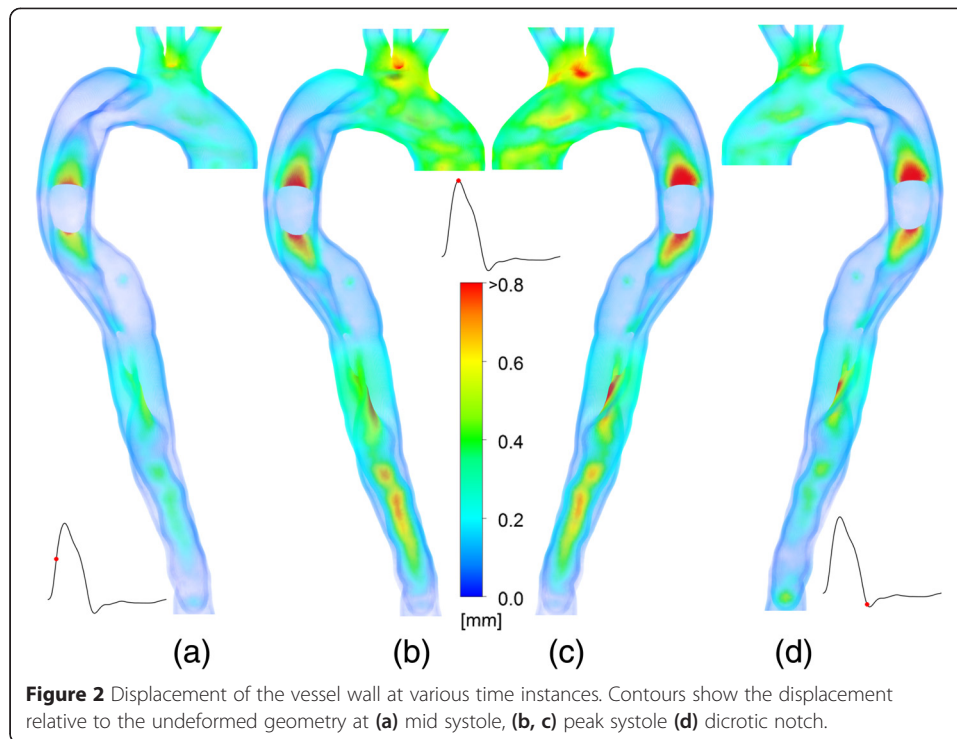 >0.8
0.6
0.4
0.2
0.0
[mm]
(a) (b) (c) (d)
Figure 2 Displacement of the vessel wall at various time instances. Contours show the displacement
relative to the undeformed geometry at (a) mid systole, (b, c) peak systole (d) dicrotic notch.